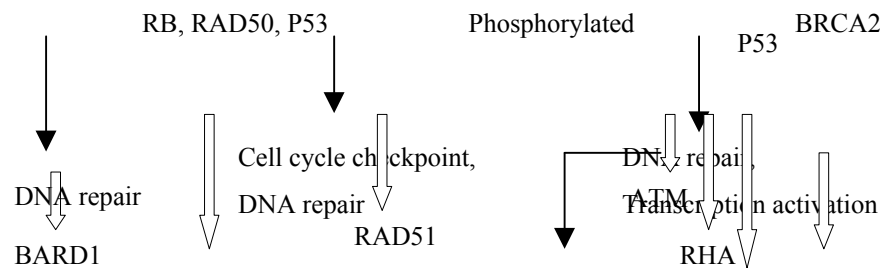 RB, RAD50, P53
Phosphorylated
BRCA2
P53
Cell cycle checkpoint,
DNA repair,
DNA repair
DNA repair
ATM
Transcription activation
RAD51
BARD1
RHA